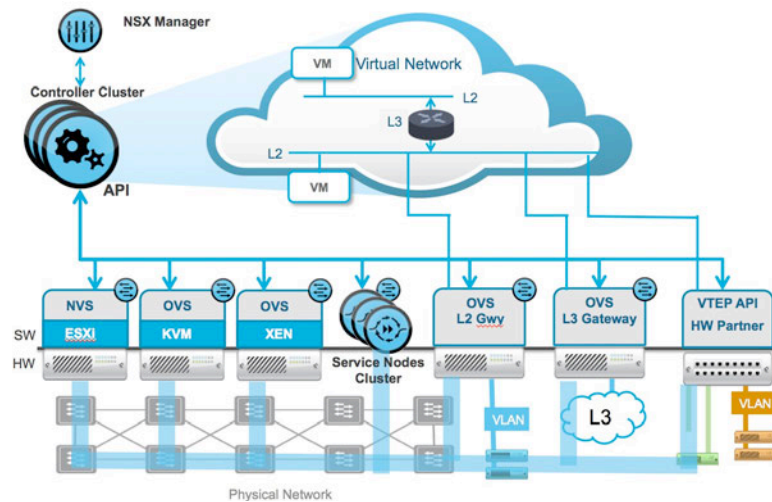 NSX Manager
Controller Cluster
API
VM
Virtual Network
L2
L3
L2
VM
NVS
ESXI
OVS
KVM
OVS
XEN
Service Nodes
Cluster
OVS
L2 Gwy
OVS
L3 Gateway
VTEP API
HW Partner
SW
HW
VLAN
L3
VLAN
Physical Network